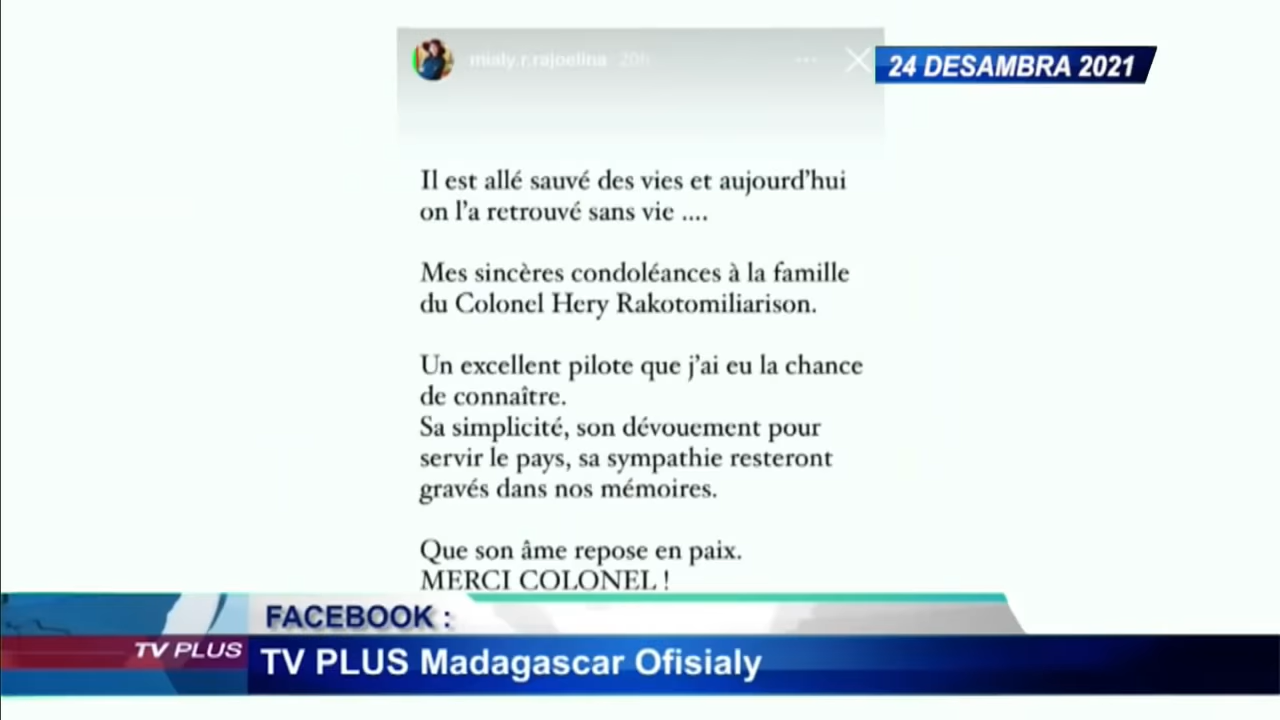 mialy.r.rajoelina 20h
24 DESAMBRA 2021
Il est allé sauvé des vies et aujourd'hui
on l'a retrouvé sans vie ....
Mes sincères condoléances à la famille
du Colonel Hery Rakotomiliarison.
Un excellent pilote que j'ai eu la chance
de connaître.
Sa simplicité, son dévouement pour
servir le pays, sa sympathie resteront
gravés dans nos mémoires.
Que son âme repose en paix.
MERCI COLONEL !
FACEBOOK :
TV PLUS
TV PLUS Madagascar Ofisialy